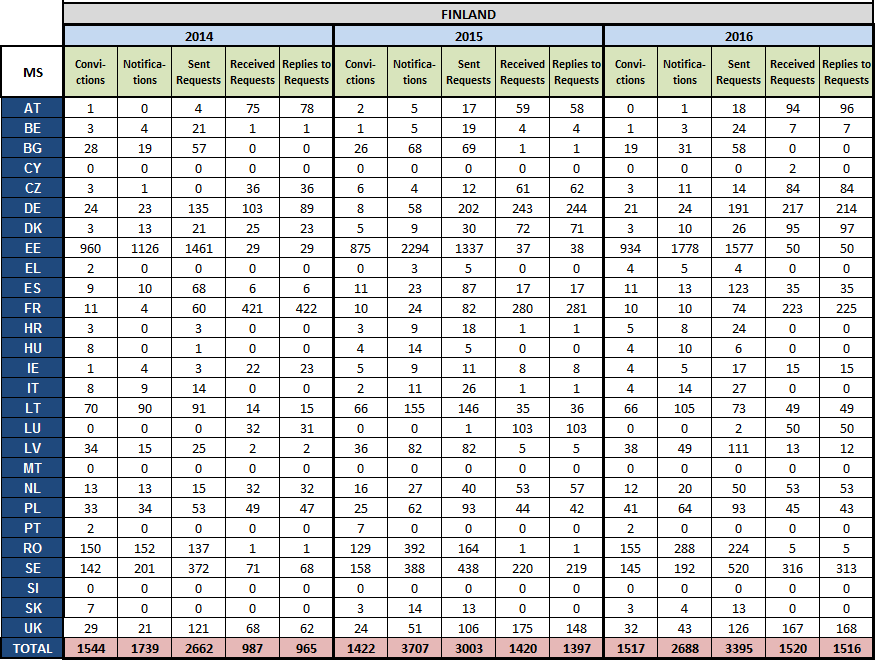 FINLAND
2014 2015 2016
MS Convi-ctions Notifica-tions Sent Requests Received Requests Replies to Requests Convi-ctions Notifica-tions Sent Requests Received Requests Replies to Requests Convi-ctions Notifica-tions Sent Requests Received Requests Replies to Requests
AT 1 0 4 75 78 2 5 17 59 58 0 1 18 94 96
BE 3 4 21 1 1 1 5 19 4 4 1 3 24 7 7
BG 28 19 57 0 0 26 68 69 1 1 19 31 58 0 0
CY 0 0 0 0 0 0 0 0 0 0 0 0 0 2 0
CZ 3 1 0 36 36 6 4 12 61 62 3 11 14 84 84
DE 24 23 135 103 89 8 58 202 243 244 21 24 191 217 214
DK 3 13 21 25 23 5 9 30 72 71 3 10 26 95 97
EE 960 1126 1461 29 29 875 2294 1337 37 38 934 1778 1577 50 50
EL 2 0 0 0 0 0 3 5 0 0 4 5 4 0 0
ES 9 10 68 6 6 11 23 87 17 17 11 13 123 35 35
FR 11 4 60 421 422 10 24 82 280 281 10 10 74 223 225
HR 3 0 3 0 0 3 9 18 1 1 5 8 24 0 0
HU 8 0 1 0 0 4 14 5 0 0 4 10 6 0 0
IE 1 4 3 22 23 5 9 11 8 8 4 5 17 15 15
IT 8 9 14 0 0 2 11 26 1 1 4 14 27 0 0
LT 70 90 91 14 15 66 155 146 35 36 66 105 73 49 49
LU 0 0 0 32 31 0 0 1 103 103 0 0 2 50 50
LV 34 15 25 2 2 36 82 82 5 5 38 49 111 13 12
MT 0 0 0 0 0 0 0 0 0 0 0 0 0 0 0
NL 13 13 15 32 32 16 27 40 53 57 12 20 50 53 53
PL 33 34 53 49 47 25 62 93 44 42 41 64 93 45 43
PT 2 0 0 0 0 7 0 0 0 0 2 0 0 0 0
RO 150 152 137 1 1 129 392 164 1 1 155 288 224 5 5
SE 142 201 372 71 68 158 388 438 220 219 145 192 520 316 313
SI 0 0 0 0 0 0 0 0 0 0 0 0 0 0 0
SK 7 0 0 0 0 3 14 13 0 0 3 4 13 0 0
UK 29 21 121 68 62 24 51 106 175 148 32 43 126 167 168
TOTAL 1544 1739 2662 987 965 1422 3707 3003 1420 1397 1517 2688 3395 1520 1516